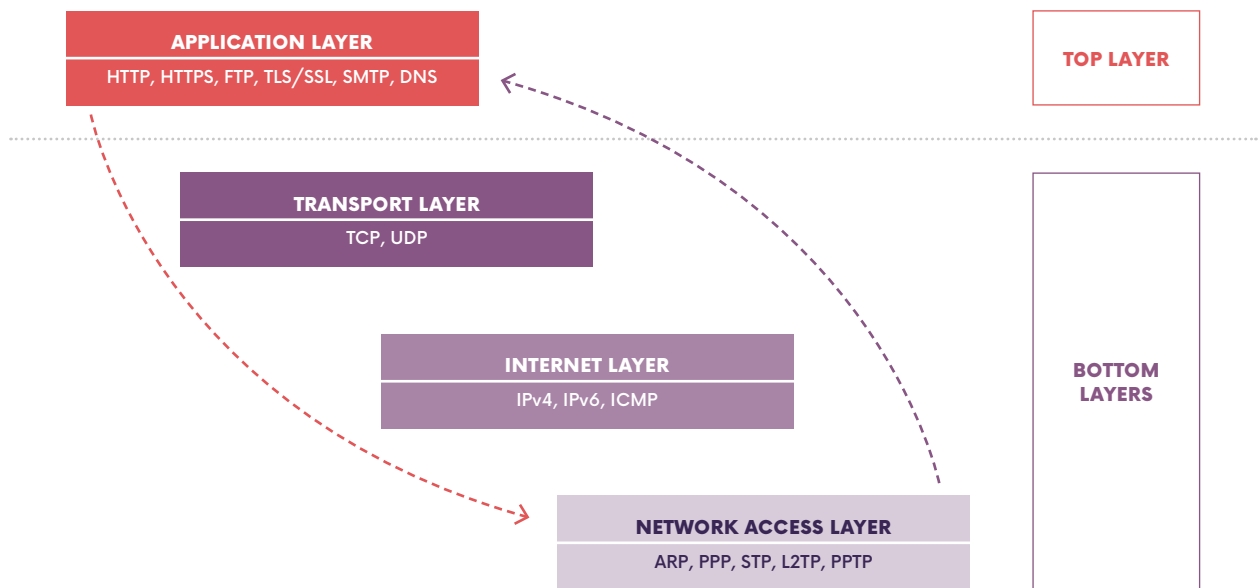 APPLICATION LAYER
HTTP, HTTPS, FTP, TLS/SSL, SMTP, DNS
TOP LAYER
TRANSPORT LAYER
TCP, UDP
INTERNET LAYER
IPv4, IPv6, ICMP
BOTTOM
LAYERS
NETWORK ACCESS LAYER
ARP, PPP, STP, L2TP, PPTP